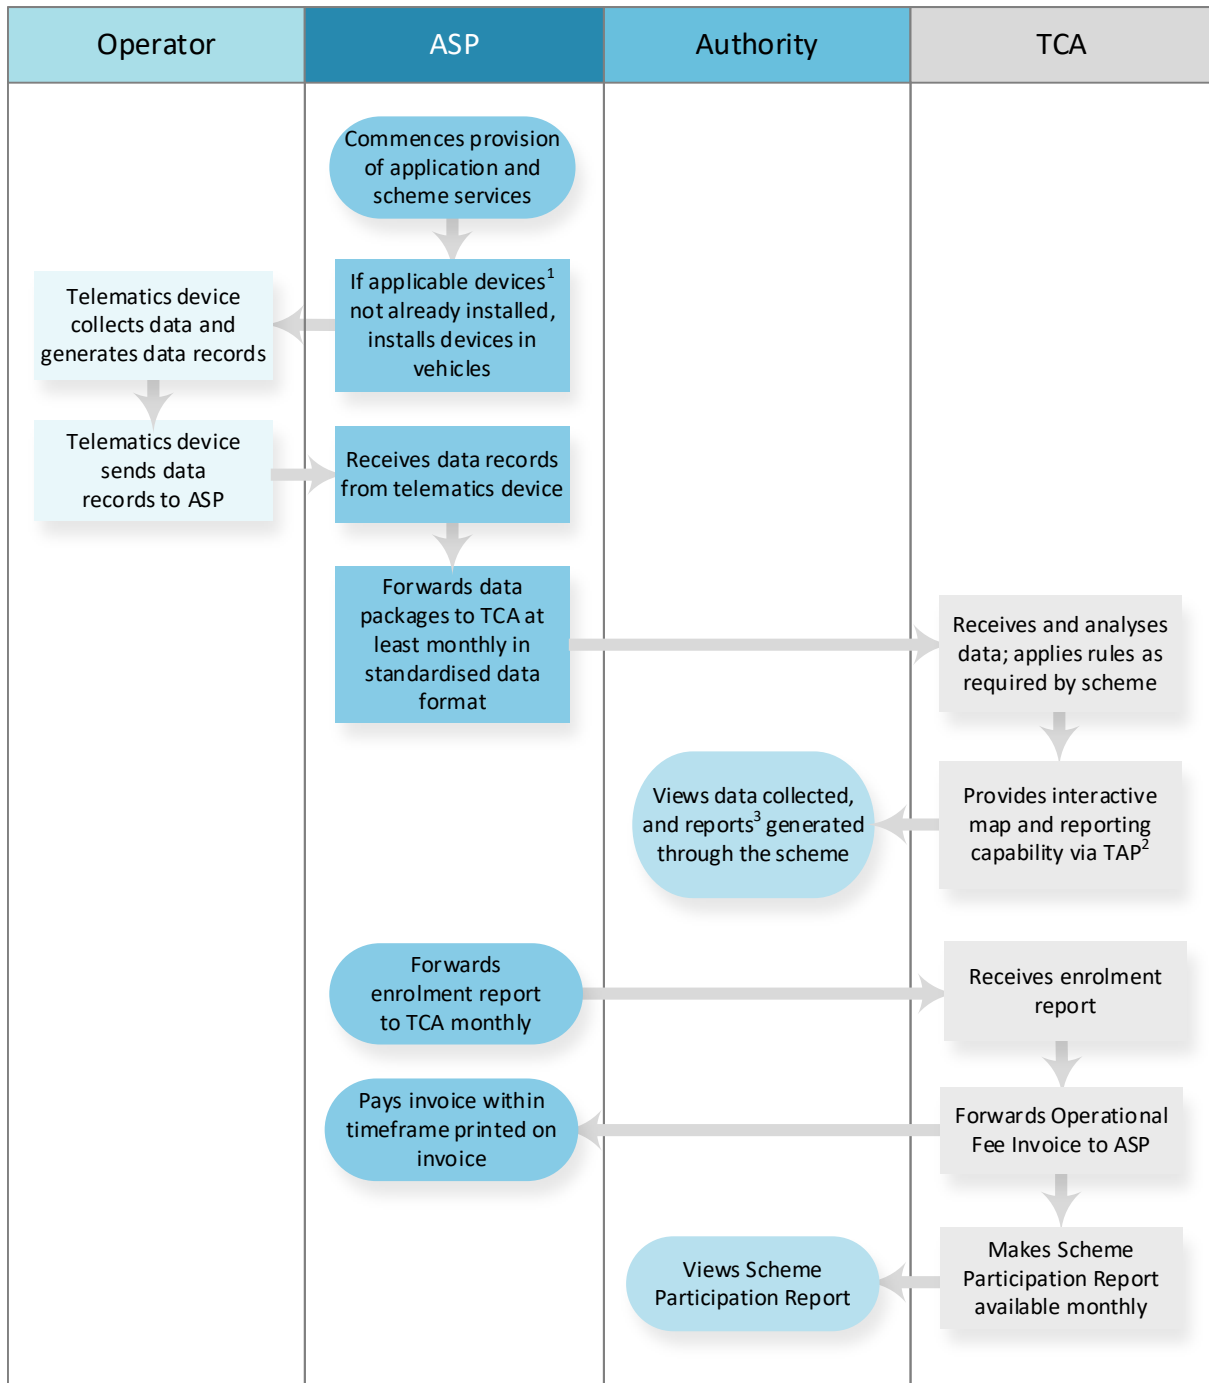 Operator
ASP
Authority
TCA
Commences provision
of application and
scheme services
If applicable devices¹
not already installed,
installs devices in
vehicles
Telematics device
collects data and
generates data records
Telematics device
sends data
records to ASP
Receives data records
from telematics device
Forwards data
packages to TCA at
least monthly in
standardised data
format
Receives and analyses
data; applies rules as
required by scheme
Provides interactive
map and reporting
capability via TAP²
Views data collected,
and reports³ generated
through the scheme
Forwards
enrolment report
to TCA monthly
Receives enrolment
report
Forwards Operational
Fee Invoice to ASP
Pays invoice within
timeframe printed on
invoice
Makes Scheme
Participation Report
available monthly
Views Scheme
Participation Report